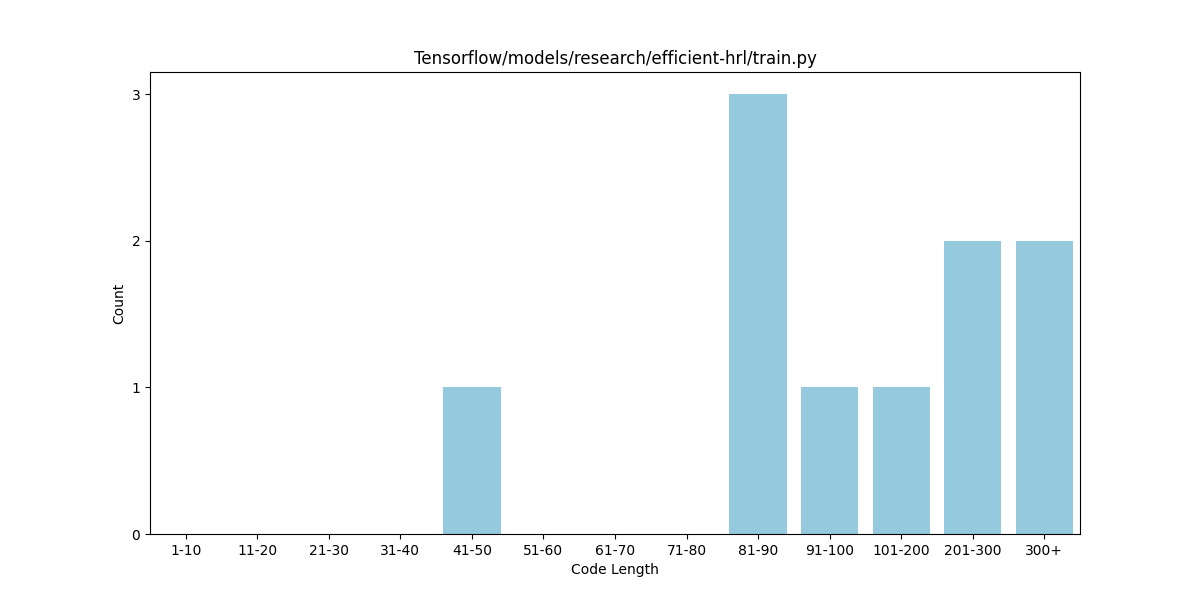 Tensorflow/models/research/efficient-hrl/train.py
3
2
1
0
Count
1-10 11-20 21-30 31-40 41-50 51-60 61-70 71-80 81-90 91-100 101-200 201-300 300+
Code Length